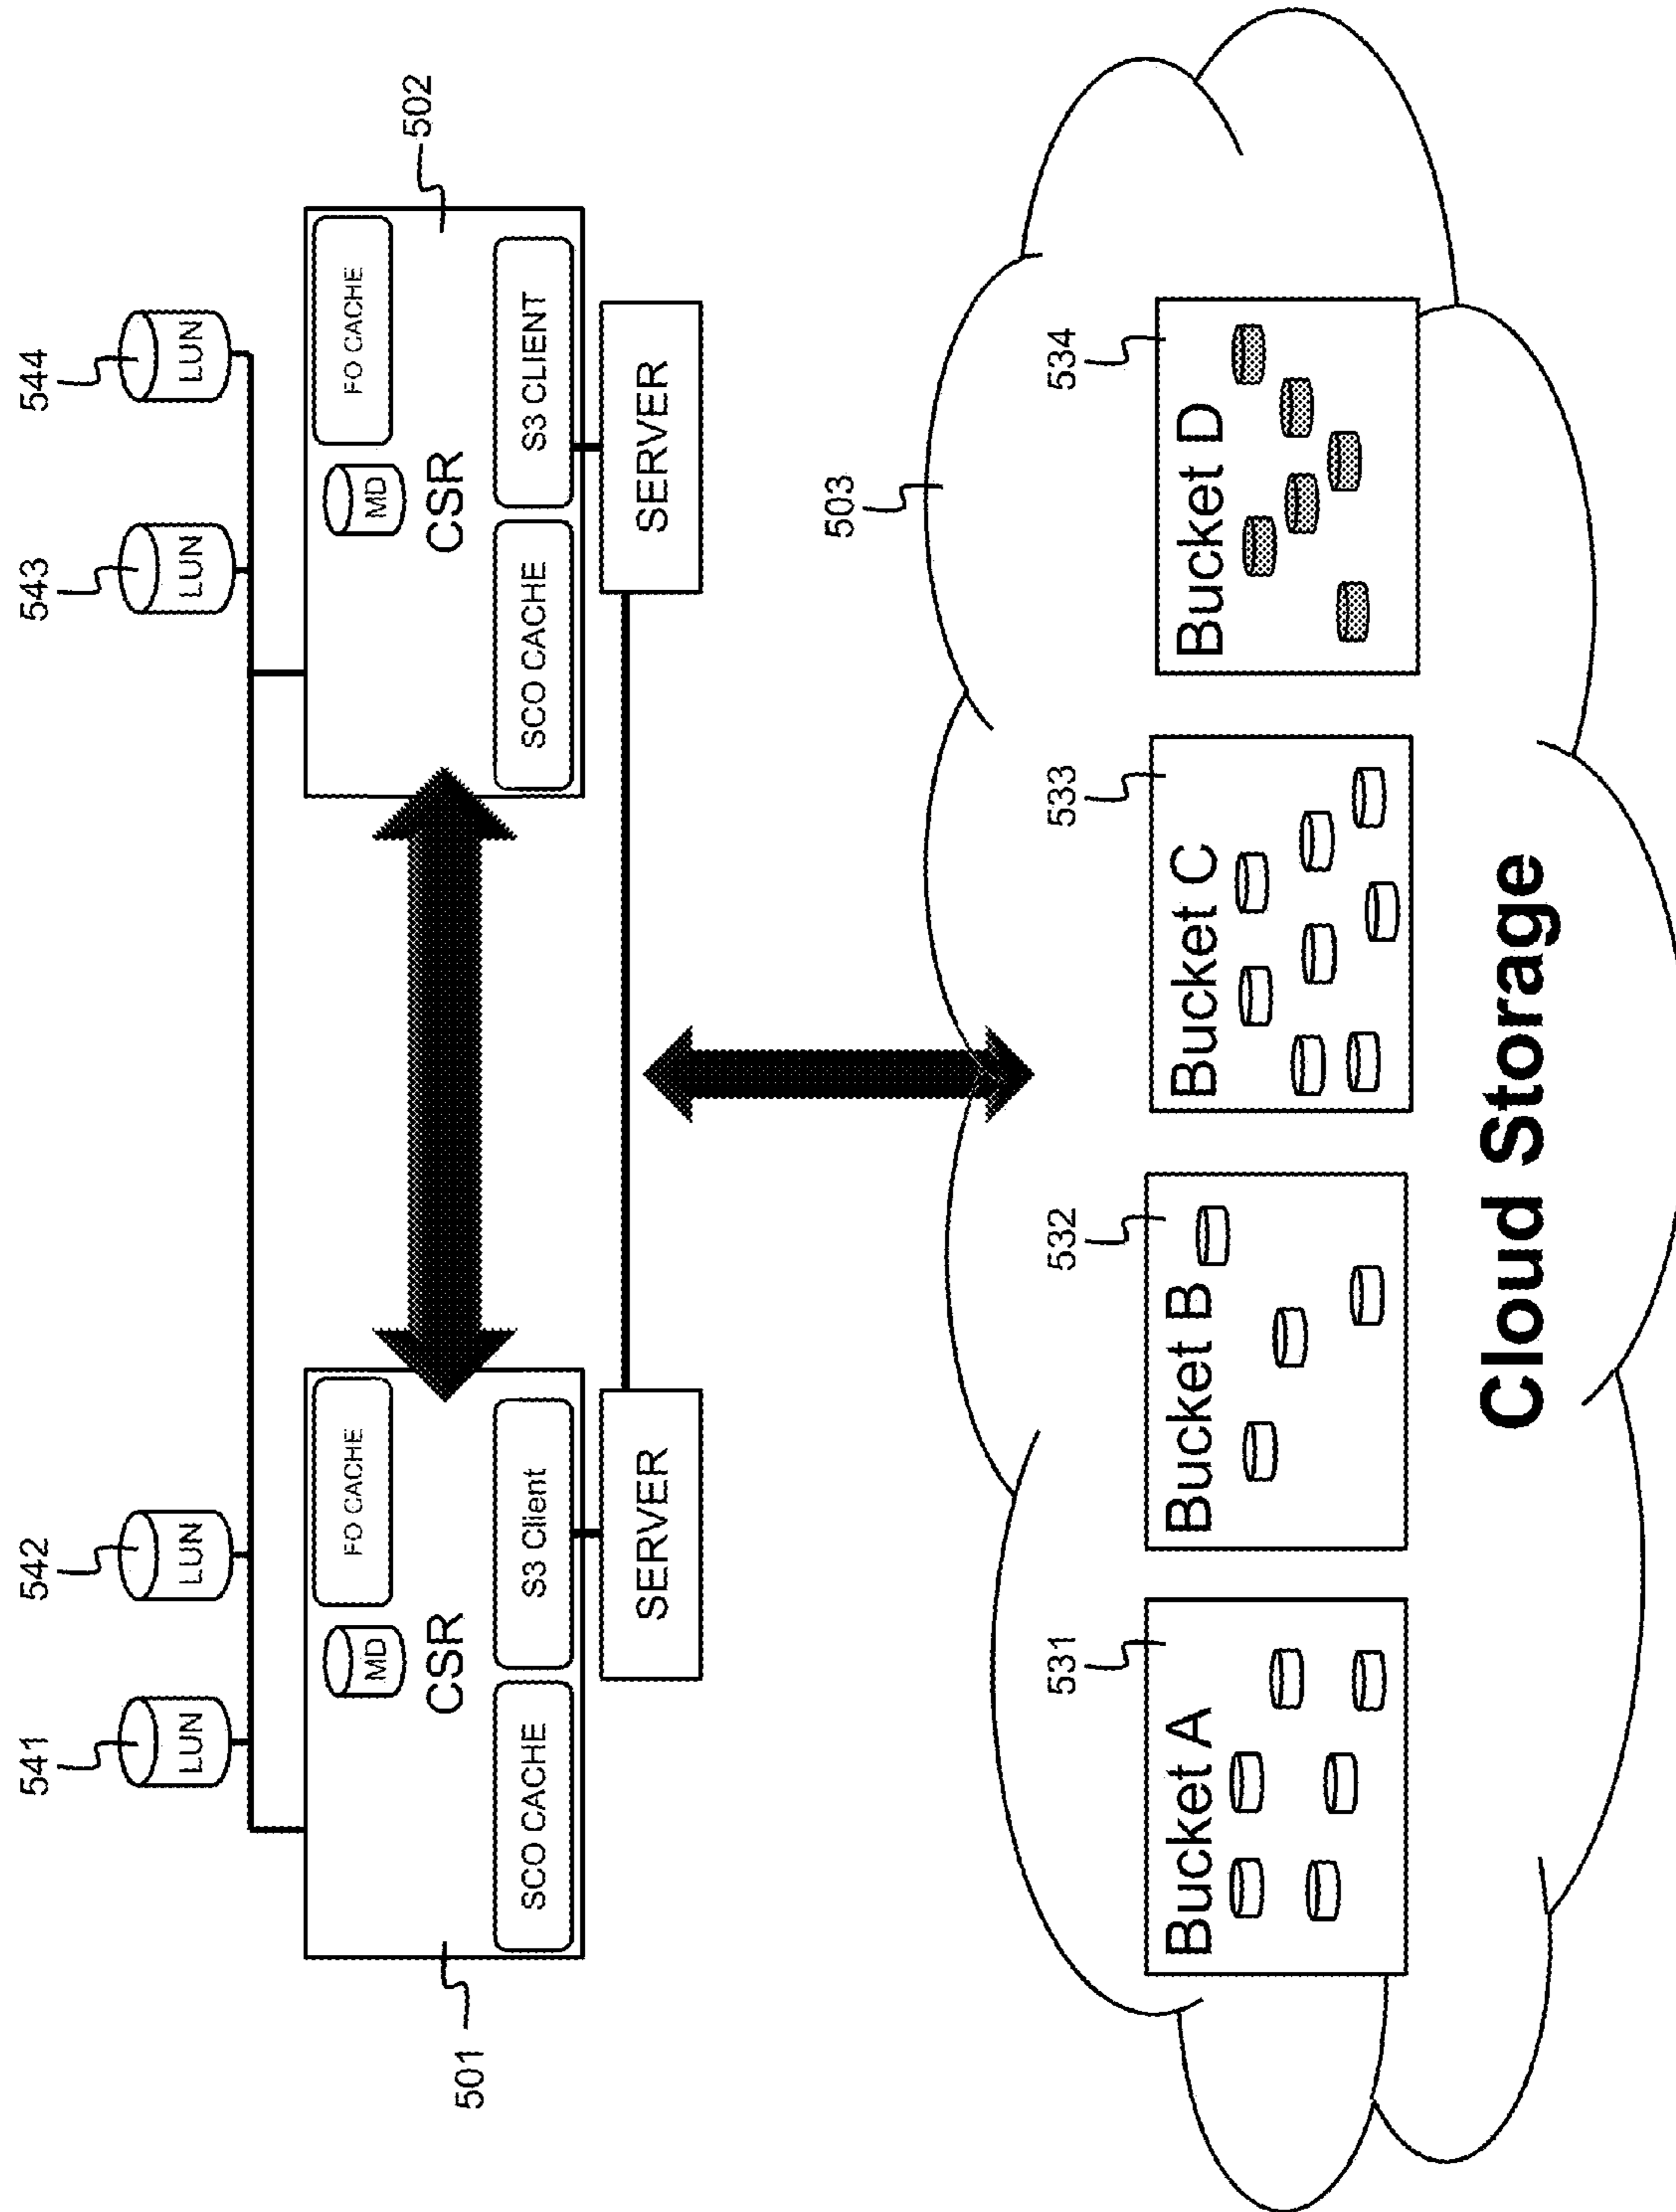 541
542
543
544
LUN
LUN
LUN
LUN
501
502
MD
FO CACHE
CSR
SCO CACHE
S3 Client
SERVER
MD
FO CACHE
CSR
SCO CACHE
S3 CLIENT
SERVER
503
531
Bucket A
532
Bucket B
533
Bucket C
534
Bucket D
Cloud Storage